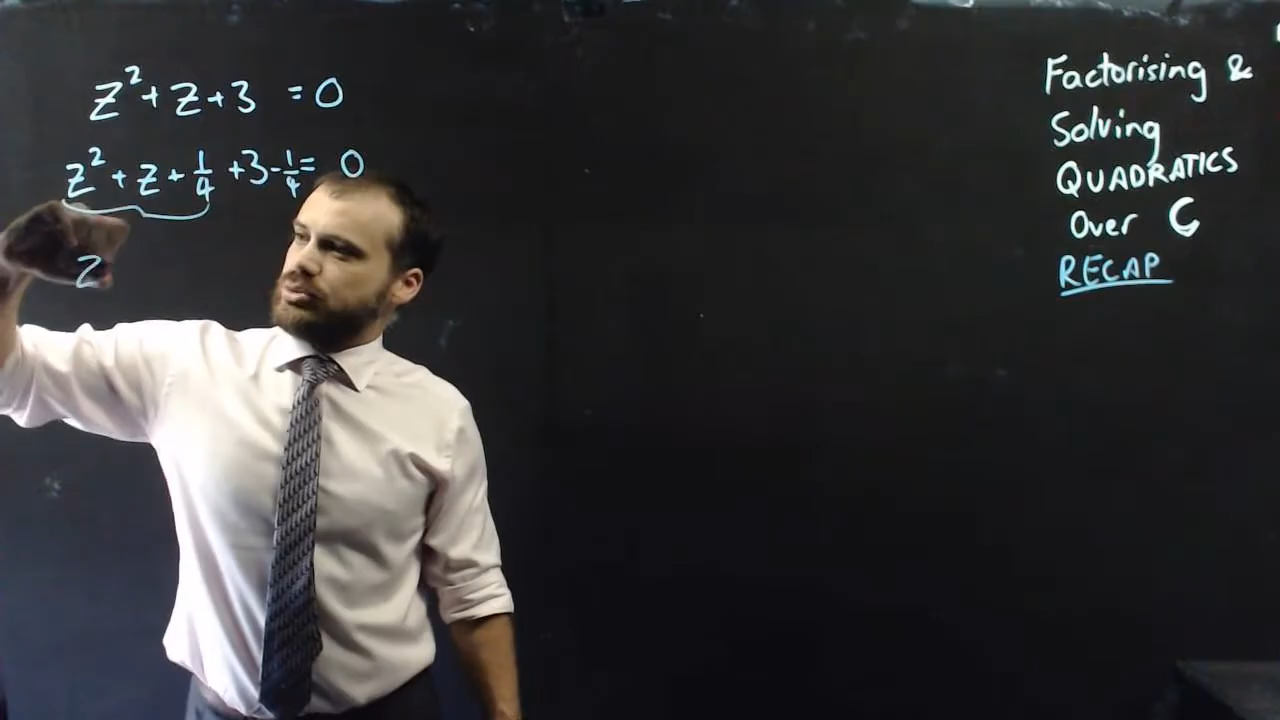 z² + z + 3 = 0
z² + z + 1/4 + 3 - 1/4 = 0
z
Factorising &
Solving
QUADRATICS
Over C
RECAP